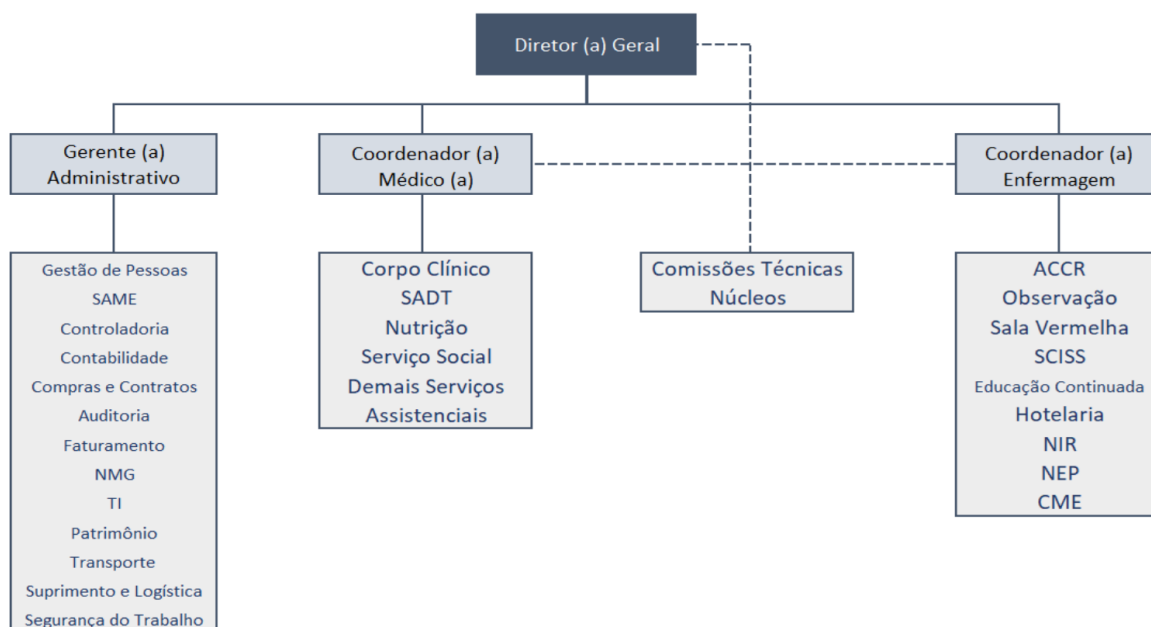 Diretor (a) Geral
Gerente (a)
Administrativo
Coordenador (a)
Médico (a)
Coordenador (a)
Enfermagem
Gestão de Pessoas
SAME
Controladoria
Contabilidade
Compras e Contratos
Auditoria
Faturamento
NMG
TI
Patrimônio
Transporte
Suprimento e Logística
Segurança do Trabalho
Corpo Clínico
SADT
Nutrição
Serviço Social
Demais Serviços
Assistenciais
Comissões Técnicas
Núcleos
ACCR
Observação
Sala Vermelha
SCISS
Educação Continuada
Hotelaria
NIR
NEP
CME